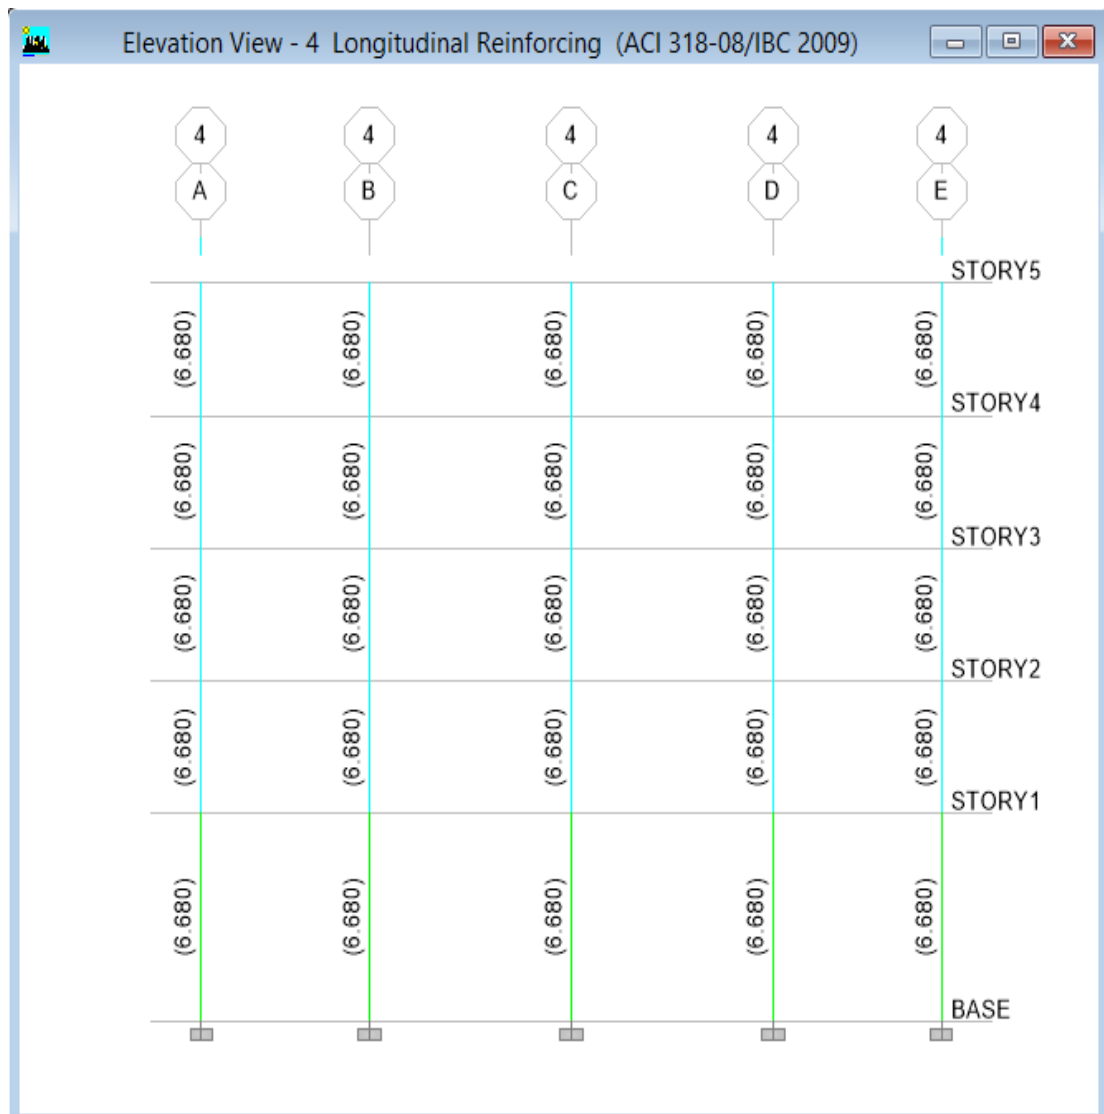 Elevation View - 4 Longitudinal Reinforcing (ACI 318-08/IBC 2009)
4 4 4 4 4
A B C D E
STORY5
(6.680) (6.680) (6.680) (6.680) (6.680)
STORY4
(6.680) (6.680) (6.680) (6.680) (6.680)
STORY3
(6.680) (6.680) (6.680) (6.680) (6.680)
STORY2
(6.680) (6.680) (6.680) (6.680) (6.680)
STORY1
(6.680) (6.680) (6.680) (6.680) (6.680)
BASE